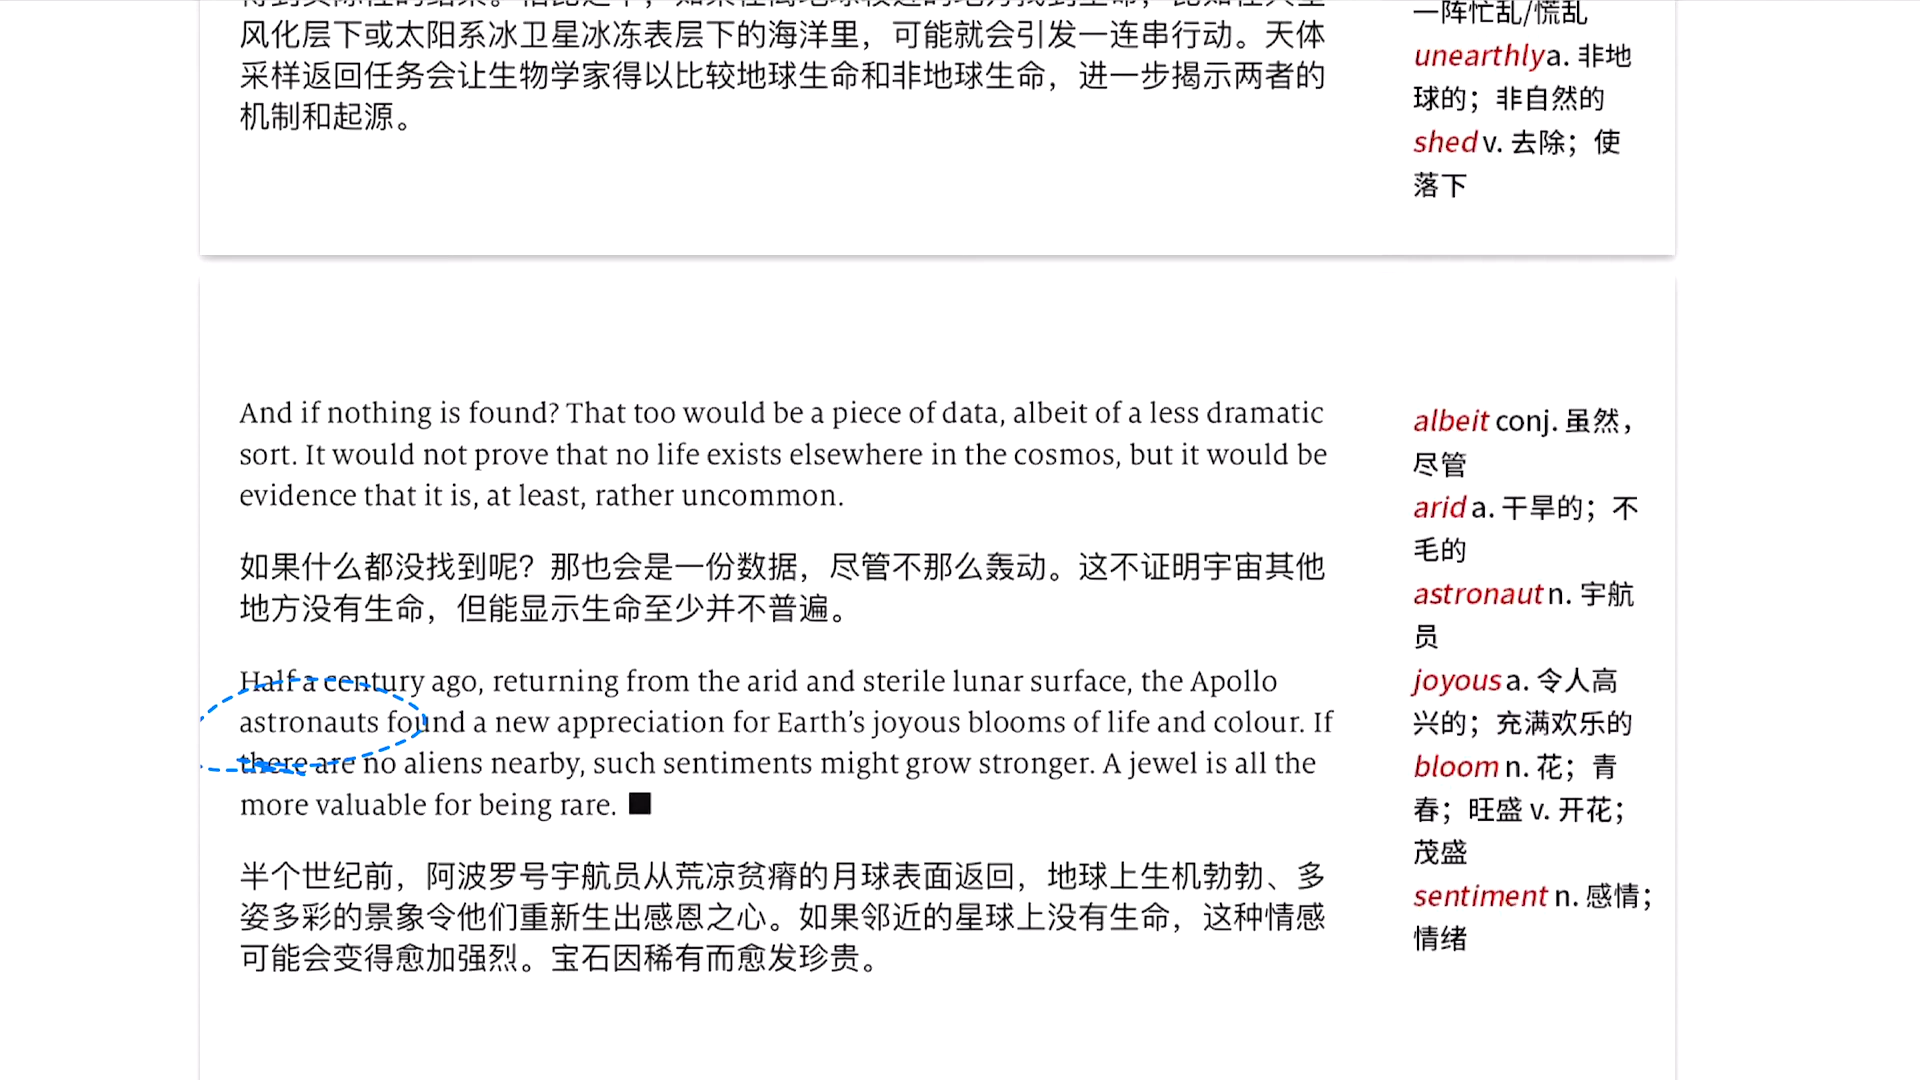 风化层下或太阳系冰卫星冰冻表层下的海洋里，可能就会引发一连串行动。天体
采样返回任务会让生物学家得以比较地球生命和非地球生命，进一步揭示两者的
机制和起源。
一阵忙乱/慌乱
unearthly a. 非地
球的；非自然的
shed v. 去除；使
落下
And if nothing is found? That too would be a piece of data, albeit of a less dramatic
sort. It would not prove that no life exists elsewhere in the cosmos, but it would be
evidence that it is, at least, rather uncommon.
如果什么都没找到呢？那也会是一份数据，尽管不那么轰动。这不证明宇宙其他
地方没有生命，但能显示生命至少并不普遍。
Half a century ago, returning from the arid and sterile lunar surface, the Apollo
astronauts found a new appreciation for Earth’s joyous blooms of life and colour. If
there are no aliens nearby, such sentiments might grow stronger. A jewel is all the
more valuable for being rare. ■
半个世纪前，阿波罗号宇航员从荒凉贫瘠的月球表面返回，地球上生机勃勃、多
姿多彩的景象令他们重新生出感恩之心。如果邻近的星球上没有生命，这种情感
可能会变得愈加强烈。宝石因稀有而愈发珍贵。
albeit conj. 虽然，
尽管
arid a. 干旱的；不
毛的
astronaut n. 宇航
员
joyous a. 令人高
兴的；充满欢乐的
bloom n. 花；青
春；旺盛 v. 开花；
茂盛
sentiment n. 感情；
情绪